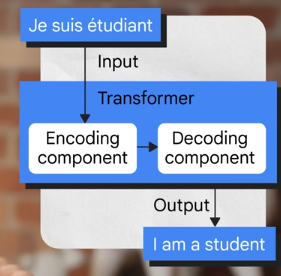 Je suis étudiant
Input
Transformer
Encoding
component
Decoding
component
Output
I am a student